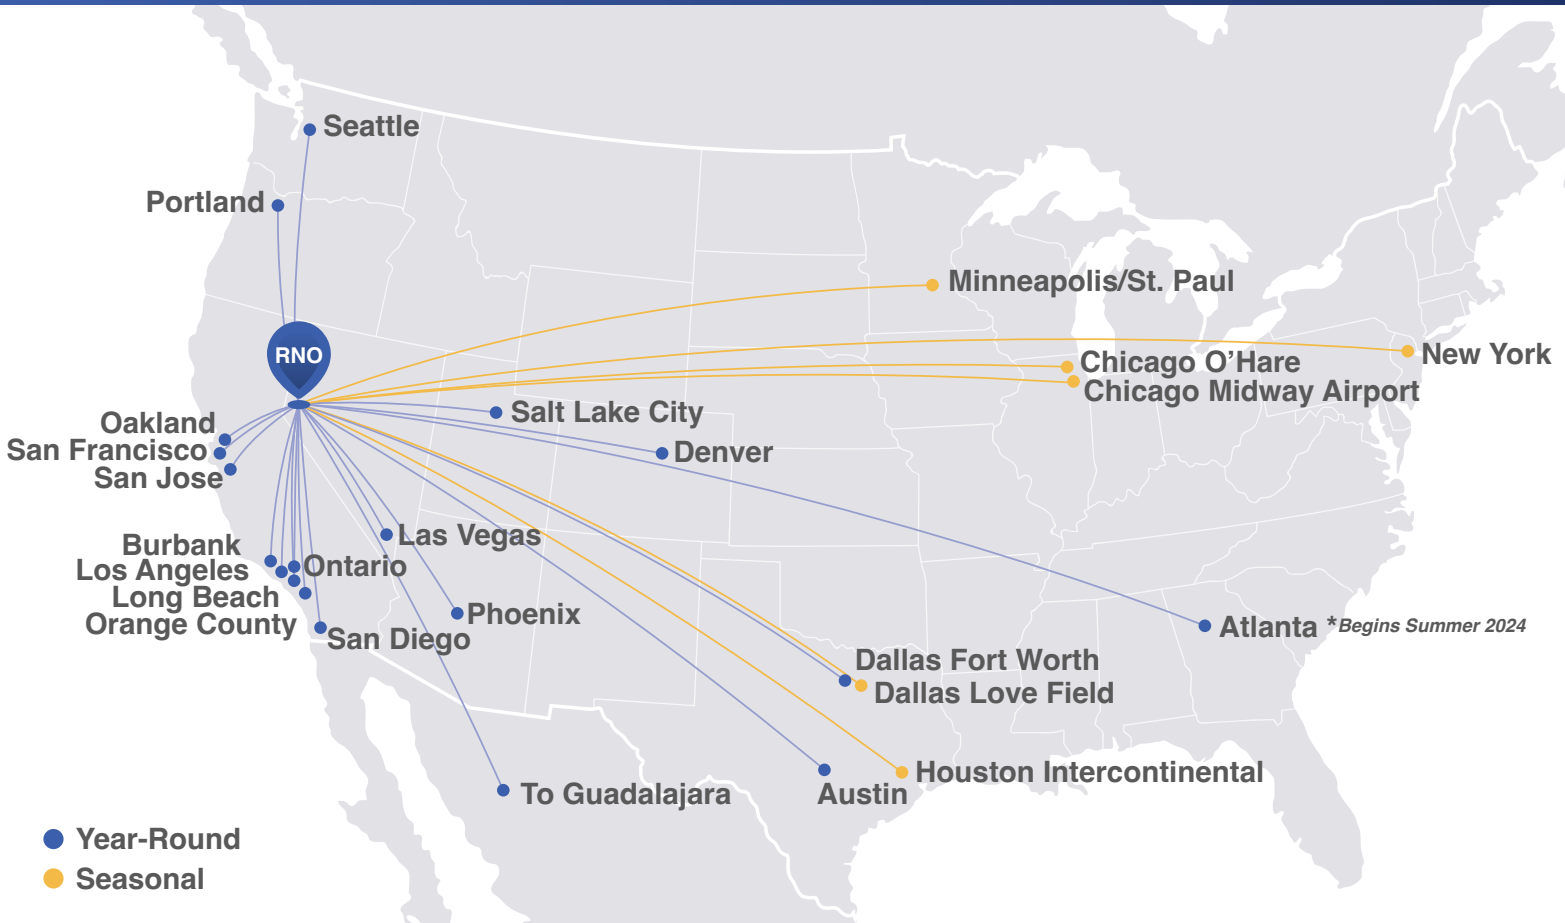 Seattle
Portland
Minneapolis/St. Paul
RNO
New York
Chicago O'Hare
Chicago Midway Airport
Salt Lake City
Oakland
San Francisco
Denver
San Jose
Las Vegas
Burbank
Ontario
Los Angeles
Long Beach
Phoenix
Orange County
Atlanta *Begins Summer 2024
San Diego
Dallas Fort Worth
Dallas Love Field
Houston Intercontinental
To Guadalajara
Austin
Year-Round
Seasonal